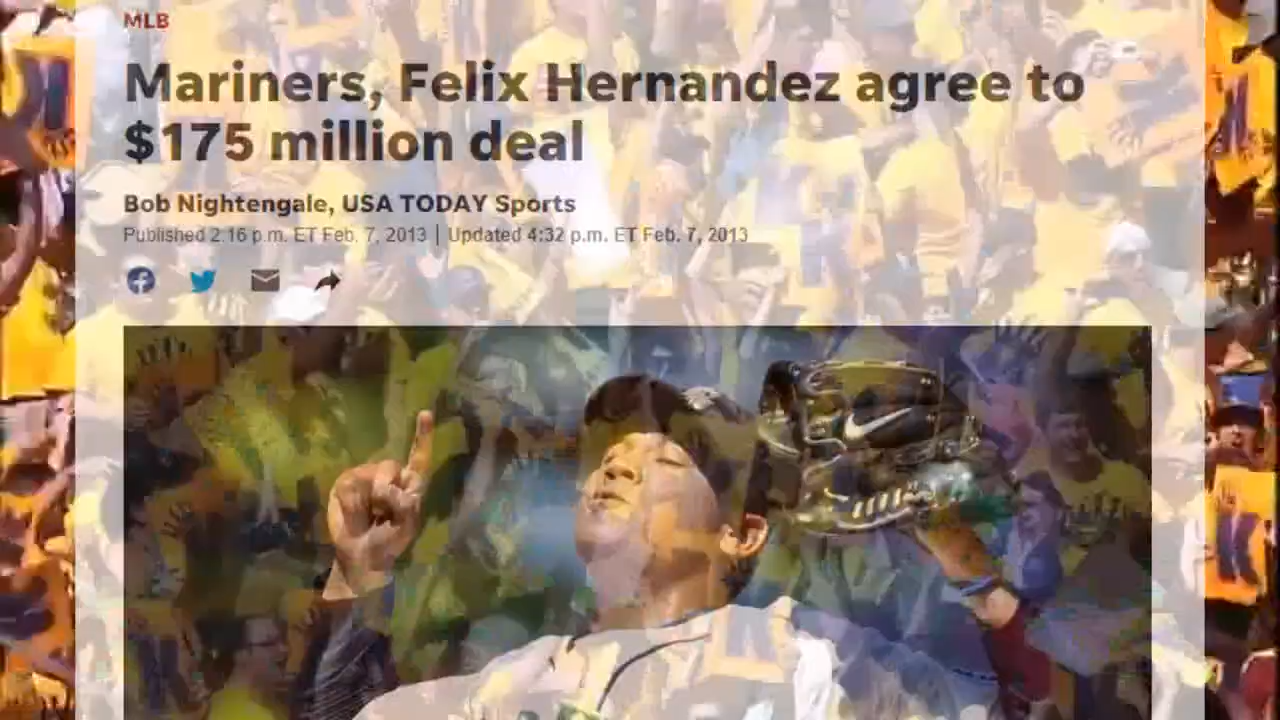 MLB
Mariners, Felix Hernandez agree to
$175 million deal
Bob Nightengale, USA TODAY Sports
Published 2:16 p.m. ET Feb. 7, 2013 | Updated 4:32 p.m. ET Feb. 7, 2013